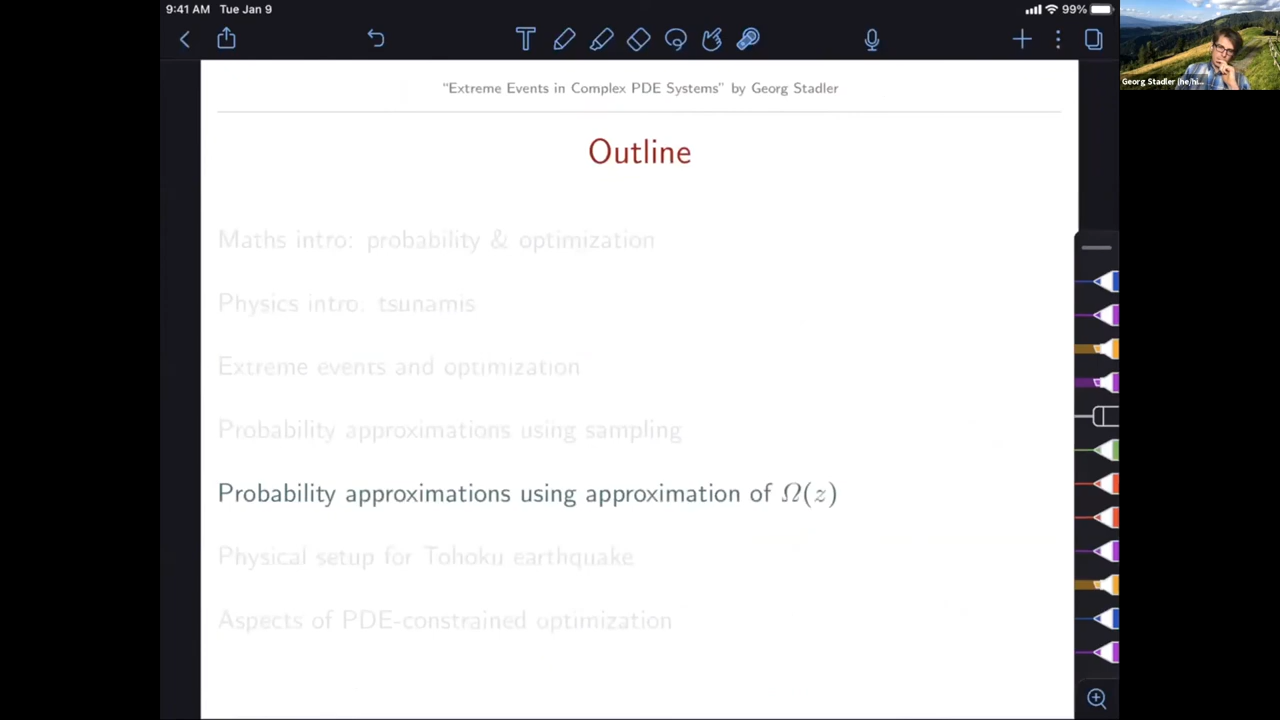 9:41 AM Tue Jan 9
99%
Georg Stadler (he/hi...
"Extreme Events in Complex PDE Systems" by Georg Stadler
Outline
Maths intro: probability & optimization
Physics intro. tsunamis
Extreme events and optimization
Probability approximations using sampling
Probability approximations using approximation of Ω(z)
Physical setup for Tohoku earthquake
Aspects of PDE-constrained optimization